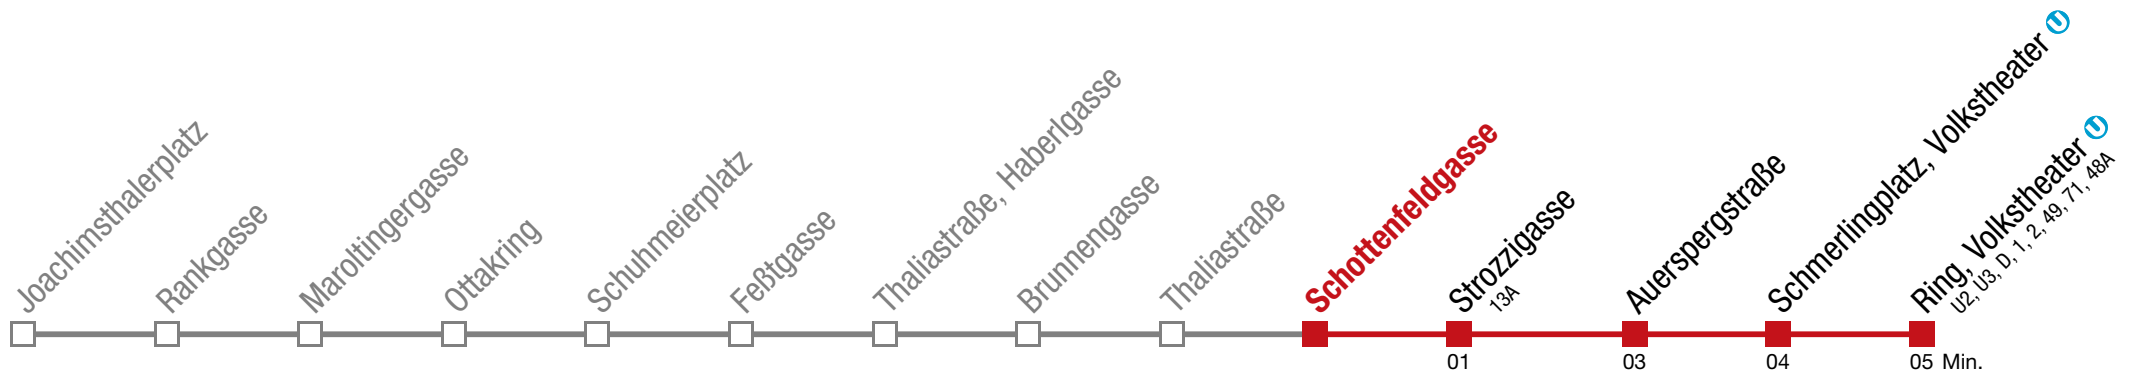 Joachimsthalerplatz
Rankgasse
Maroltingergasse
Ottakring
Schuhmeierplatz
Feßtgasse
Thaliastraße, Haberlgasse
Brunnengasse
Thaliastraße
Schottenfeldgasse
Strozzigasse
13A
Auerspergstraße
Schmerlingplatz, Volkstheater U
Ring, Volkstheater U
U2, U3, D, 1, 2, 49, 71, 48A
01 03 04 05 Min.